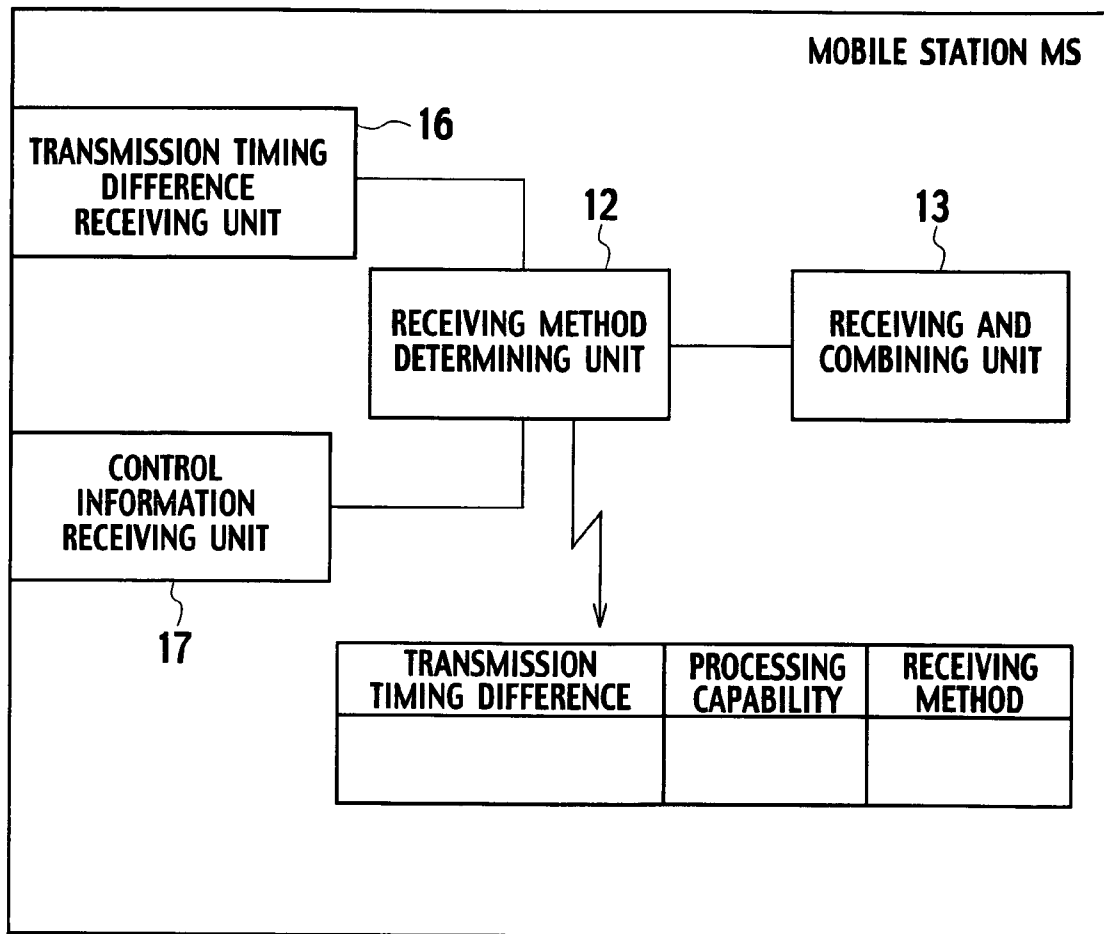 MOBILE STATION MS
16
TRANSMISSION TIMING
DIFFERENCE
RECEIVING UNIT
12
13
RECEIVING METHOD
DETERMINING UNIT
RECEIVING AND
COMBINING UNIT
CONTROL
INFORMATION
RECEIVING UNIT
17
TRANSMISSION
TIMING DIFFERENCE
PROCESSING
CAPABILITY
RECEIVING
METHOD